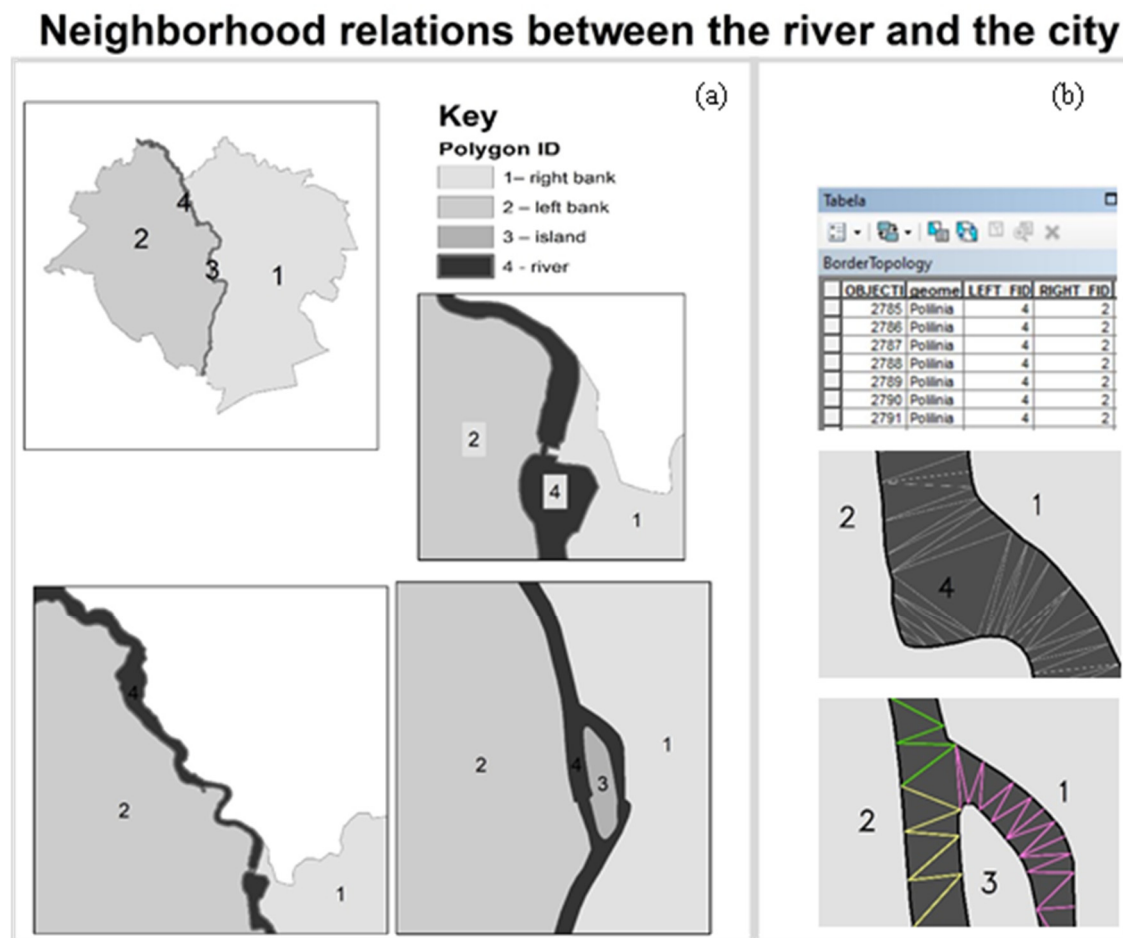 Neighborhood relations between the river and the city
(a)
4
2
3
1
Key
Polygon ID
1– right bank
2 – left bank
3 – island
4 - river
2
4
1
4
2
1
2
4
3
1
(b)
Tabela
BorderTopology
OBJECTI geome LEFT_FID RIGHT_FID
2785 Polilinia 4 2
2786 Polilinia 4 2
2787 Polilinia 4 2
2788 Polilinia 4 2
2789 Polilinia 4 2
2790 Polilinia 4 2
2791 Polilinia 4 2
2
1
4
1
2
3